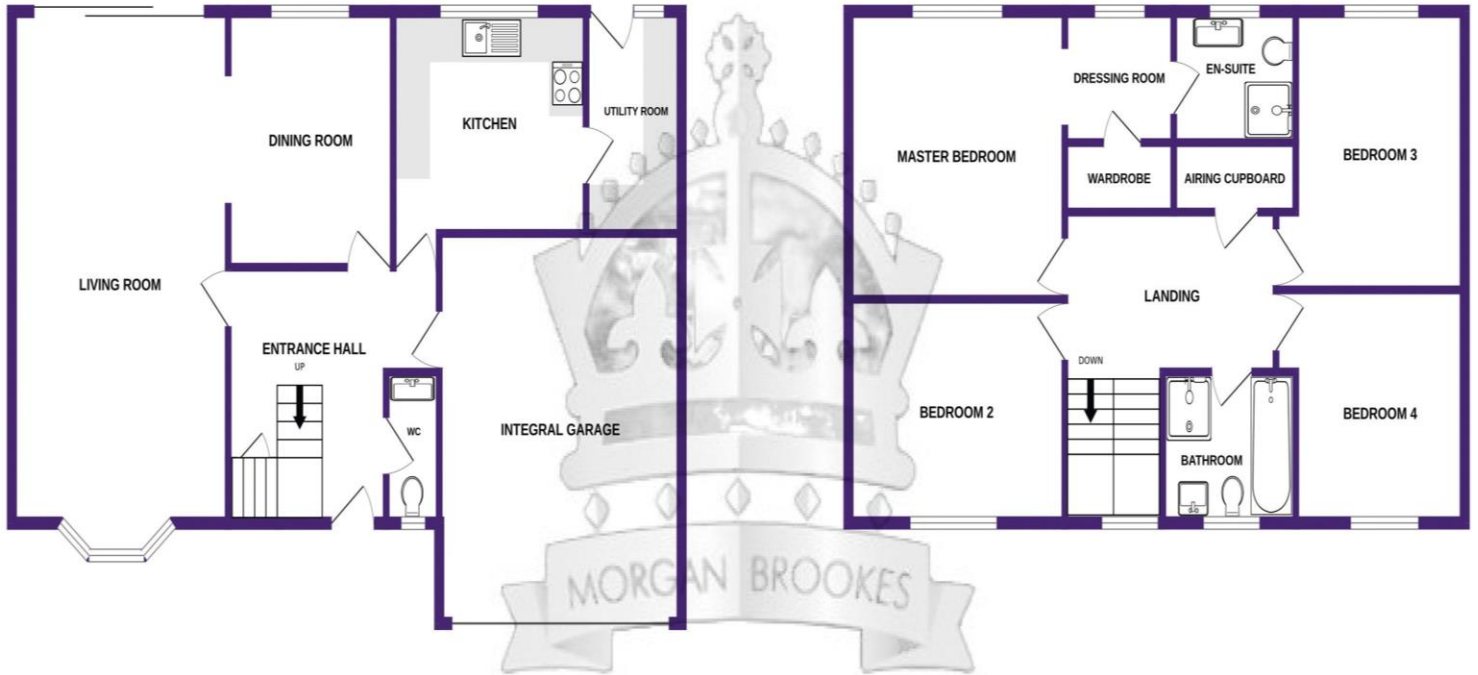 DINING ROOM
KITCHEN
UTILITY ROOM
LIVING ROOM
ENTRANCE HALL
UP
WC
INTEGRAL GARAGE
MASTER BEDROOM
DRESSING ROOM
EN-SUITE
WARDROBE
AIRING CUPBOARD
BEDROOM 3
LANDING
DOWN
BEDROOM 2
BATHROOM
BEDROOM 4
MORGAN BROOKES